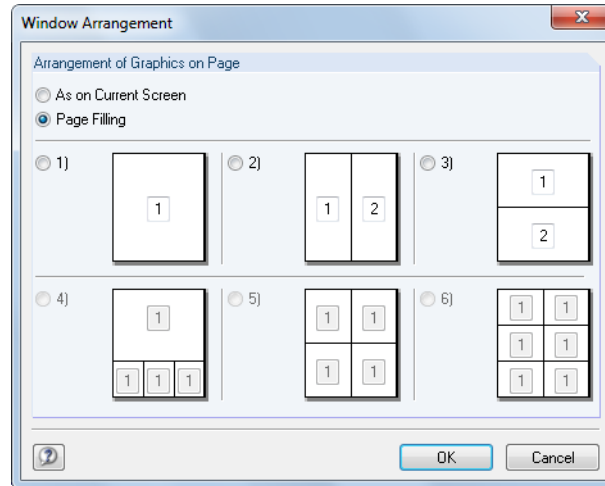 Window Arrangement
x
Arrangement of Graphics on Page
As on Current Screen
Page Filling
1) 1
2) 1 2
3) 1
2
4) 1
1 1 1
5) 1 1
1 1
6) 1 1
1 1
1 1
?
OK Cancel